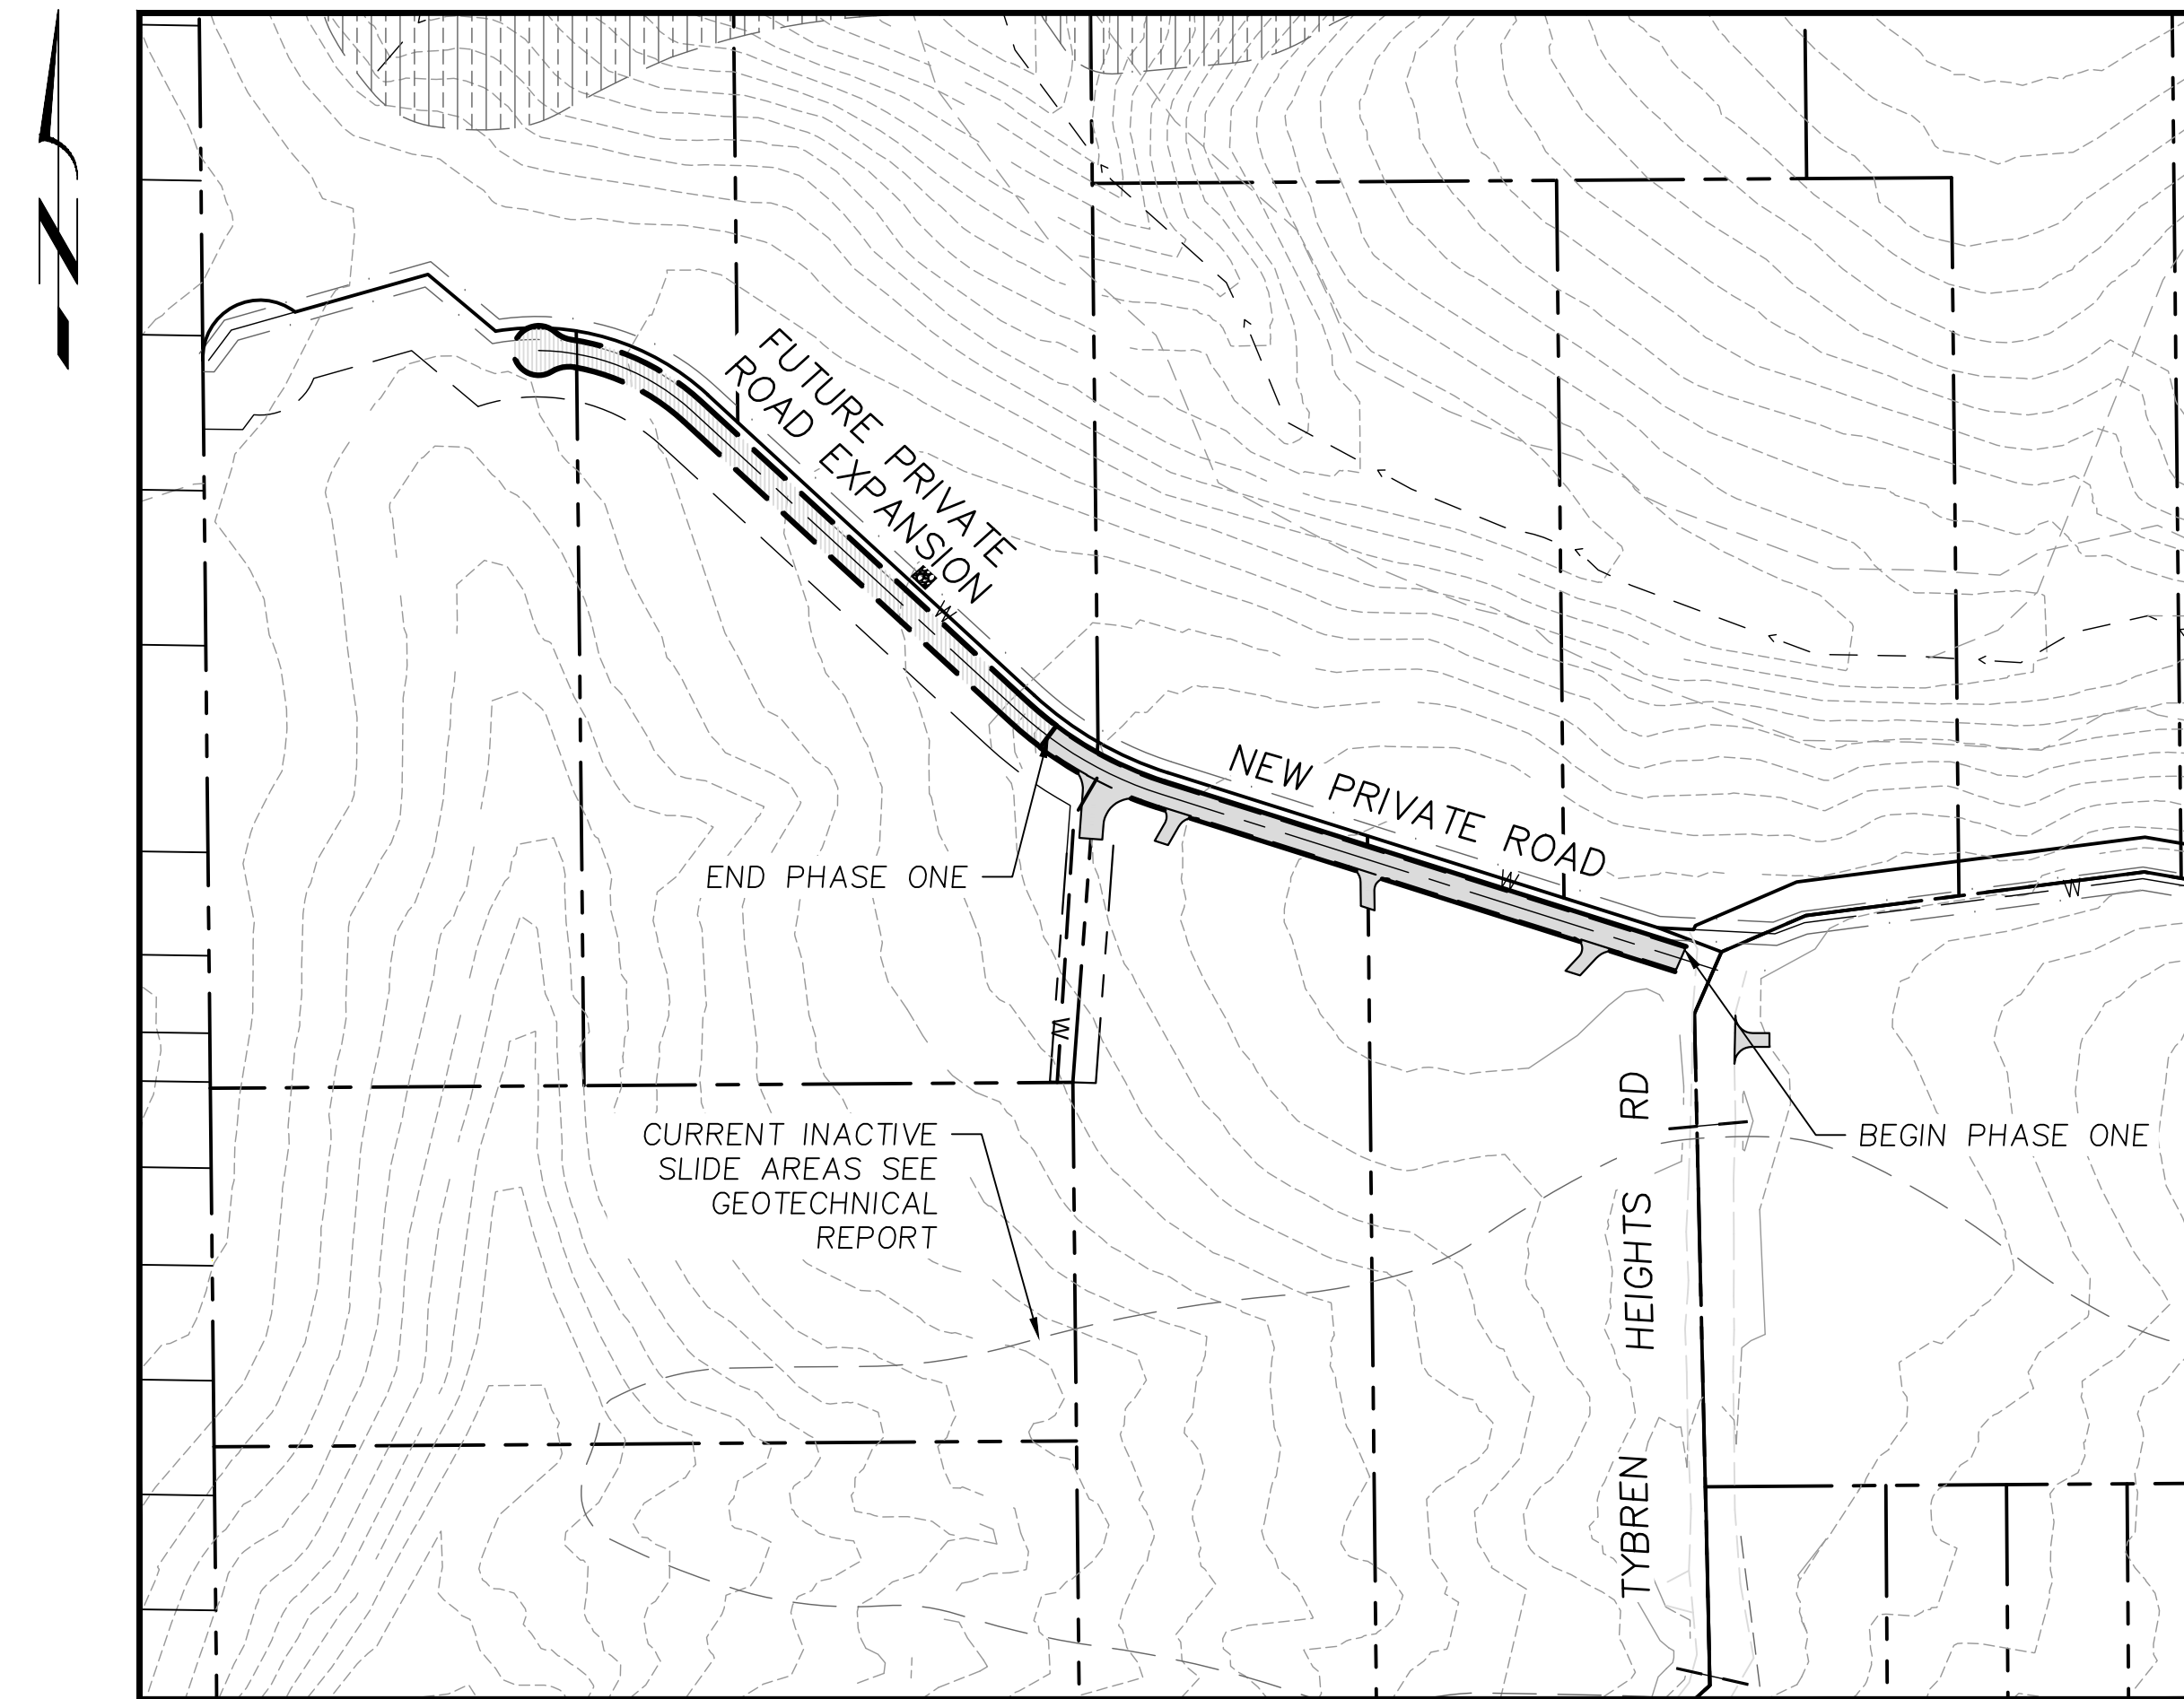 N
FUTURE PRIVATE
ROAD EXPANSION
W
NEW PRIVATE ROAD
W
W
END PHASE ONE
W
CURRENT INACTIVE
SLIDE AREAS SEE
GEOTECHNICAL
REPORT
TYBREN HEIGHTS RD
BEGIN PHASE ONE